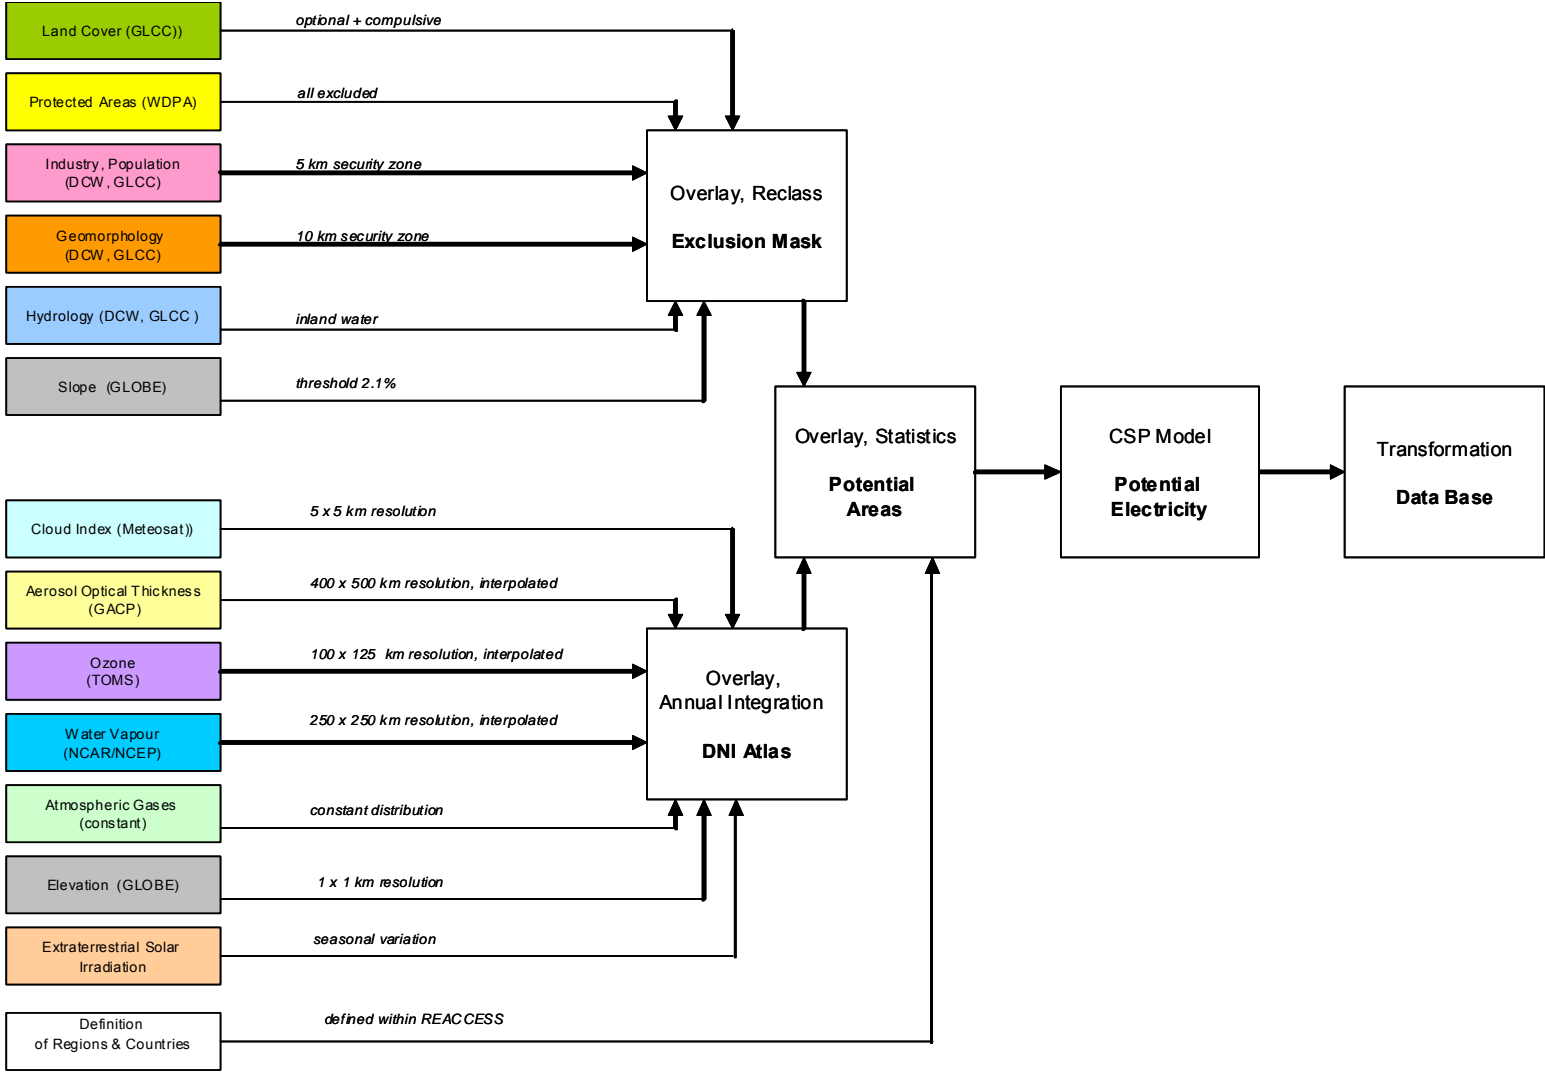 Land Cover (GLCC))
optional + compulsive
Protected Areas (WDPA)
all excluded
Industry, Population
(DCW, GLCC)
5 km security zone
Geomorphology
(DCW, GLCC)
10 km security zone
Hydrology (DCW, GLCC )
inland water
Slope (GLOBE)
threshold 2.1%
Overlay, Reclass
Exclusion Mask
Overlay, Statistics
Potential
Areas
CSP Model
Potential
Electricity
Transformation
Data Base
Cloud Index (Meteosat))
5 x 5 km resolution
Aerosol Optical Thickness
(GACP)
400 x 500 km resolution, interpolated
Ozone
(TOMS)
100 x 125 km resolution, interpolated
Water Vapour
(NCAR/NCEP)
250 x 250 km resolution, interpolated
Atmospheric Gases
(constant)
constant distribution
Elevation (GLOBE)
1 x 1 km resolution
Extraterrestrial Solar
Irradiation
seasonal variation
Overlay,
Annual Integration
DNI Atlas
Definition
of Regions & Countries
defined within REACCESS